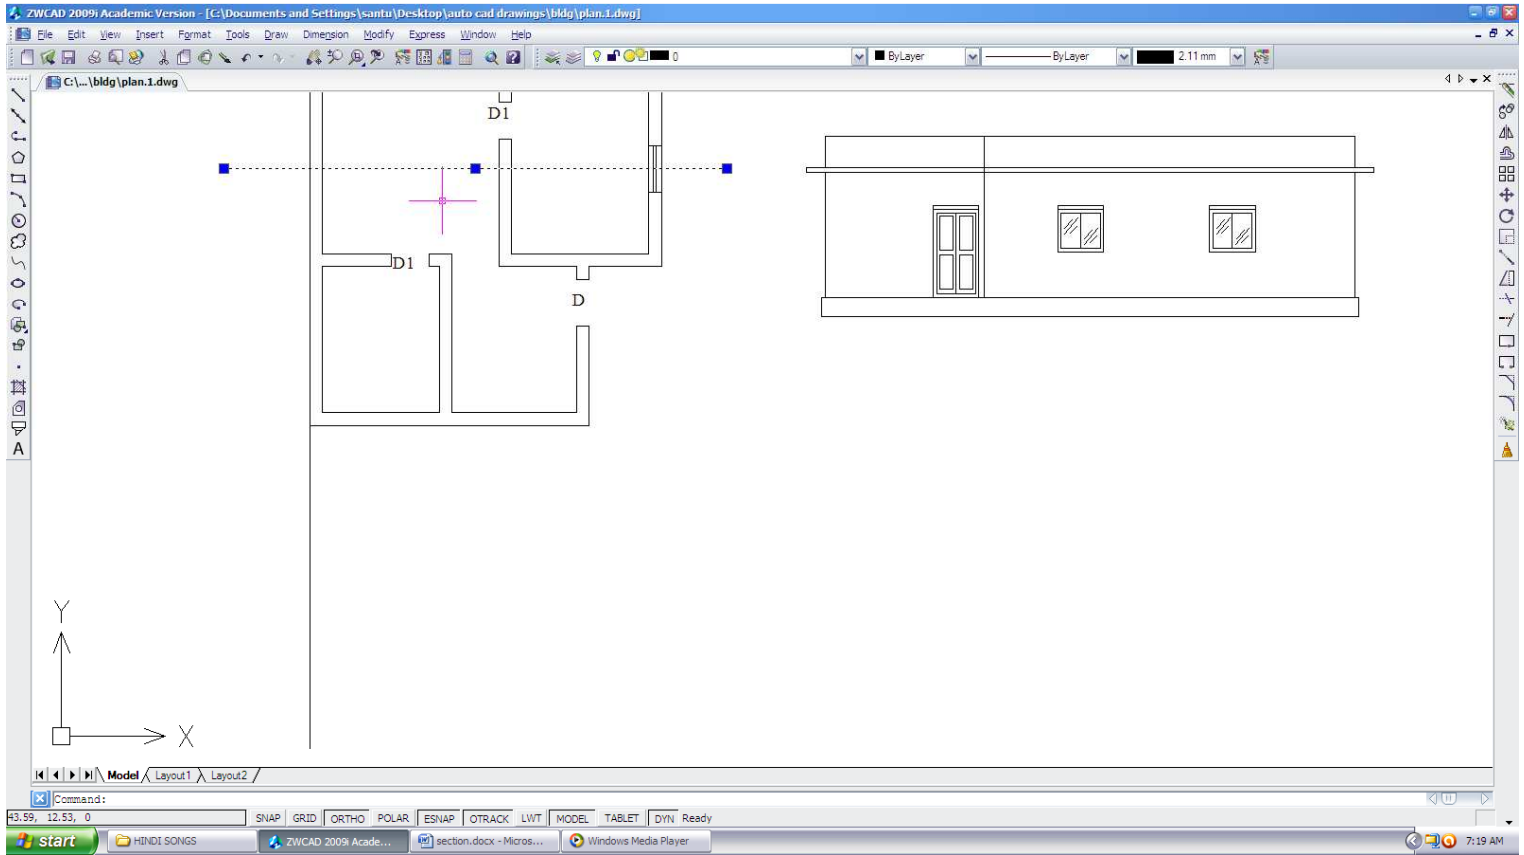 ZWCAD 2009i Academic Version - [C:\Documents and Settings\santu\Desktop\auto cad drawings\bldg\plan.1.dwg]
File Edit View Insert Format Tools Draw Dimension Modify Express Window Help
0 ByLayer ByLayer 2.11 mm
C:\...\bldg\plan.1.dwg
D1
D1
D
Y
X
A
Model Layout1 Layout2
Command:
43.59, 12.53, 0 SNAP GRID ORTHO POLAR ESNAP OTRACK LWT MODEL TABLET DYN Ready
start HINDI SONGS ZWCAD 2009i Acade... section.docx - Micros... Windows Media Player 7:19 AM